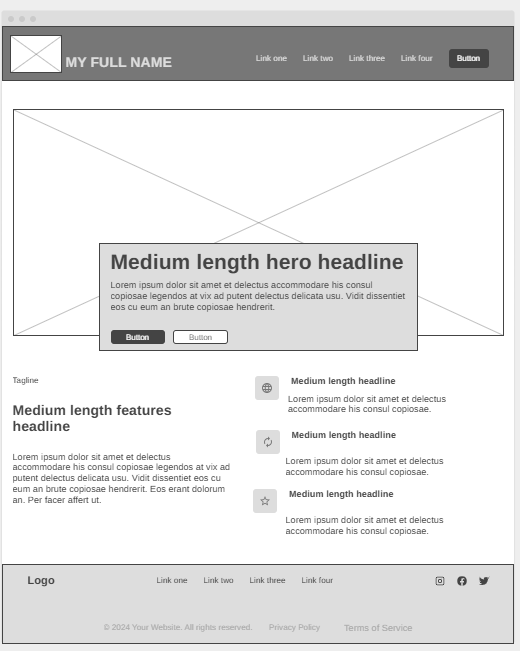 MY FULL NAME
Link one Link two Link three Link four Button
Medium length hero headline
Lorem ipsum dolor sit amet et delectus accommodare his consul
copiosae legendos at vix ad putent delectus delicata usu. Vidit dissentiet
eos cu eum an brute copiosae hendrerit.
Button Button
Tagline
Medium length features
headline
Lorem ipsum dolor sit amet et delectus
accommodare his consul copiosae legendos at vix ad
putent delectus delicata usu. Vidit dissentiet eos cu
eum an brute copiosae hendrerit. Eos erant dolorum
an. Per facer affert ut.
Medium length headline
Lorem ipsum dolor sit amet et delectus
accommodare his consul copiosae.
Medium length headline
Lorem ipsum dolor sit amet et delectus
accommodare his consul copiosae.
Medium length headline
Lorem ipsum dolor sit amet et delectus
accommodare his consul copiosae.
Logo
Link one Link two Link three Link four
© 2024 Your Website. All rights reserved. Privacy Policy Terms of Service